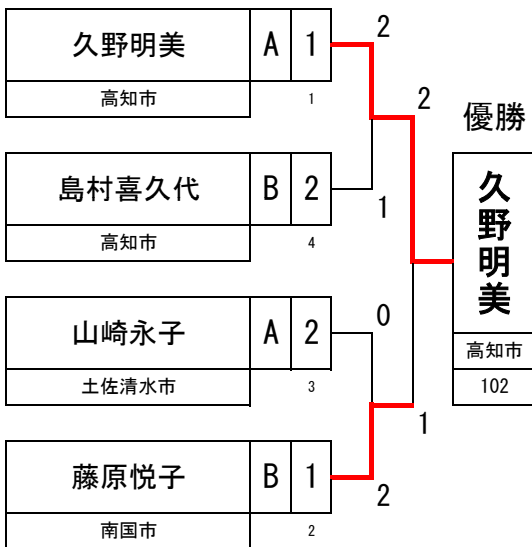 久野明美 A 1
高知市 1
島村喜久代 B 2
高知市 4
山崎永子 A 2
土佐清水市 3
藤原悦子 B 1
南国市 2
2
1
0
2
2
1
優勝
久野明美
高知市
102